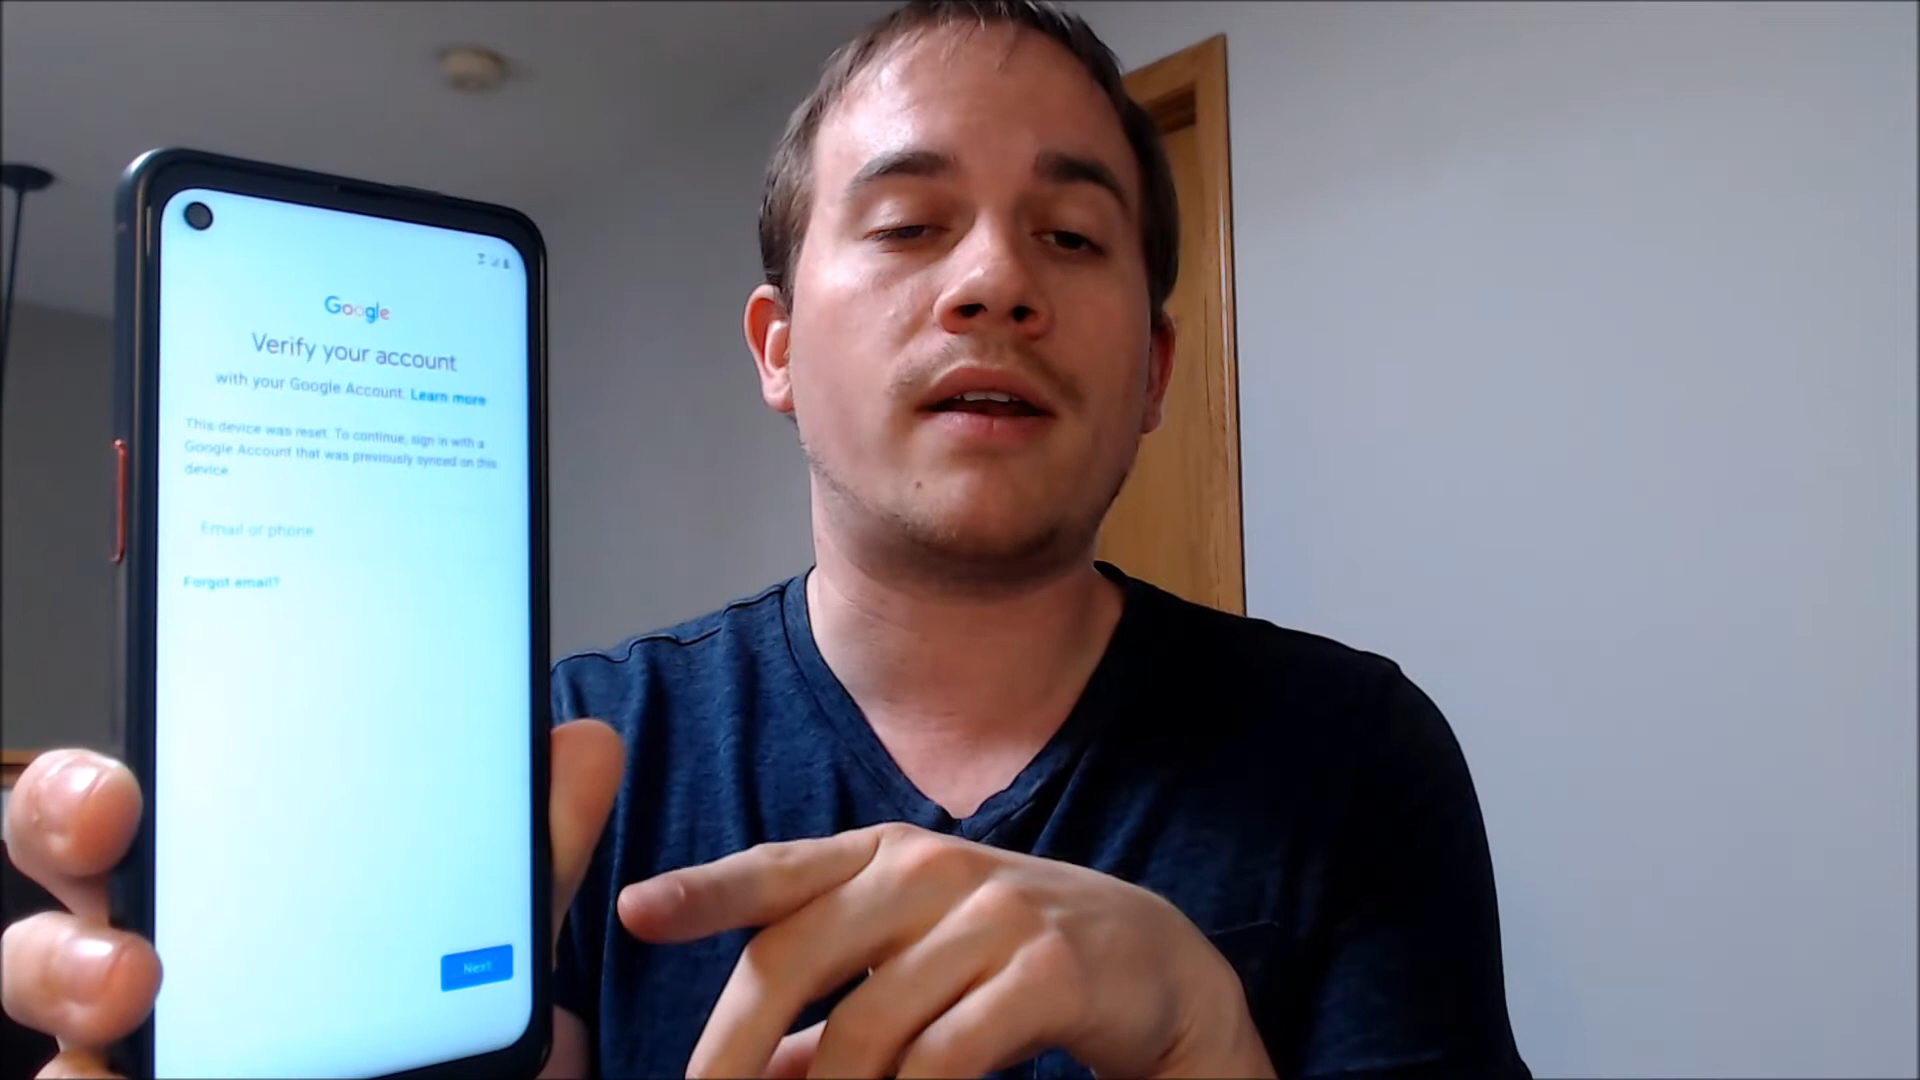 Google
Verify your account
with your Google Account. Learn more
This device was reset. To continue, sign in with a
Google Account that was previously synced on this
device.
Email or phone
Forgot email?
Next